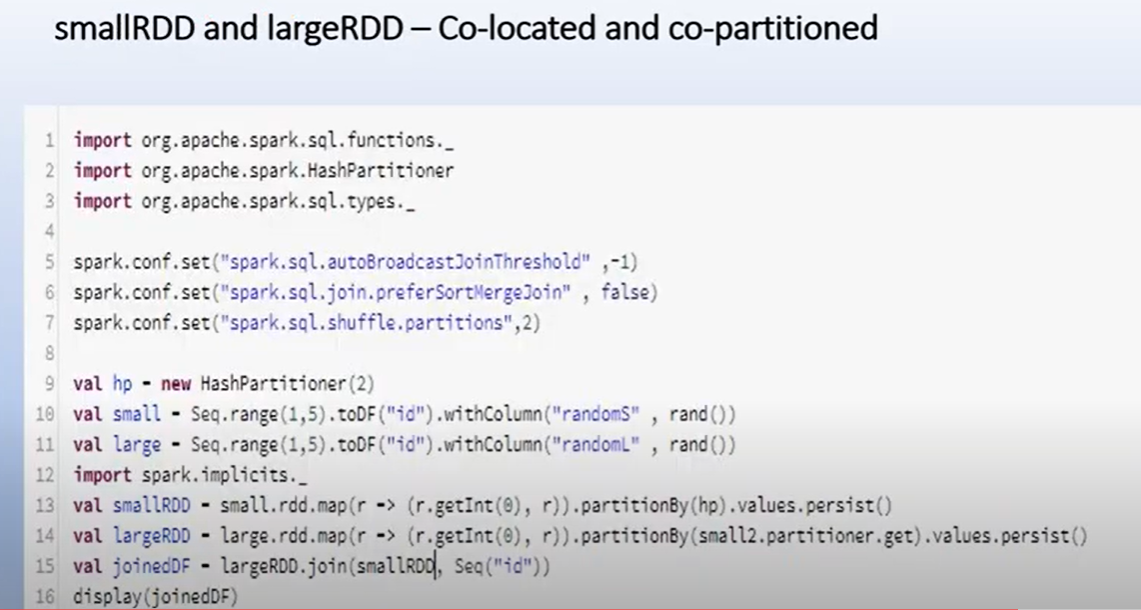 smallRDD and largeRDD – Co-located and co-partitioned
1 import org.apache.spark.sql.functions._
2 import org.apache.spark.HashPartitioner
3 import org.apache.spark.sql.types._
4
5 spark.conf.set("spark.sql.autoBroadcastJoinThreshold" ,-1)
6 spark.conf.set("spark.sql.join.preferSortMergeJoin" , false)
7 spark.conf.set("spark.sql.shuffle.partitions",2)
8
9 val hp = new HashPartitioner(2)
10 val small = Seq.range(1,5).toDF("id").withColumn("randomS" , rand())
11 val large = Seq.range(1,5).toDF("id").withColumn("randomL" , rand())
12 import spark.implicits._
13 val smallRDD = small.rdd.map(r => (r.getInt(0), r)).partitionBy(hp).values.persist()
14 val largeRDD = large.rdd.map(r => (r.getInt(0), r)).partitionBy(small2.partitioner.get).values.persist()
15 val joinedDF = largeRDD.join(smallRDD, Seq("id"))
16 display(joinedDF)